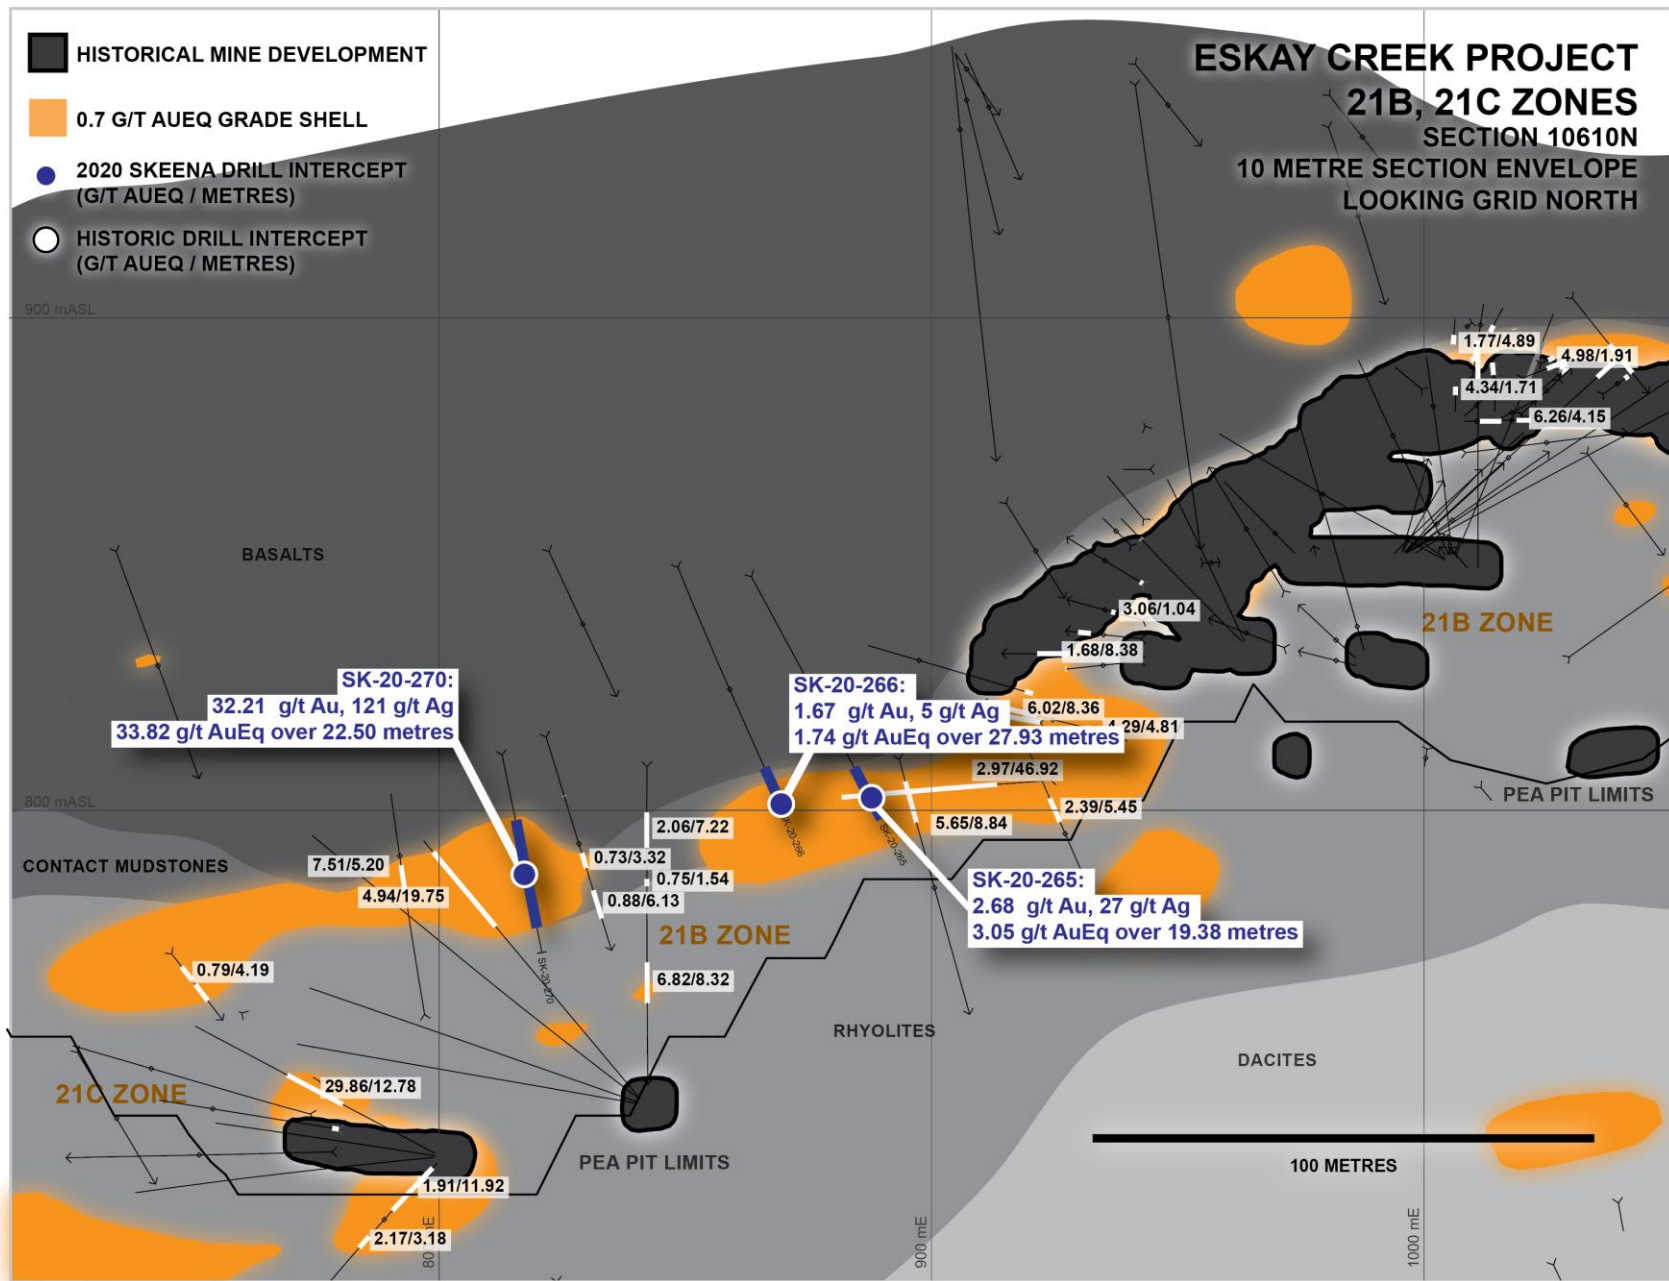 HISTORICAL MINE DEVELOPMENT
0.7 G/T AUEQ GRADE SHELL
2020 SKEENA DRILL INTERCEPT
(G/T AUEQ / METRES)
HISTORIC DRILL INTERCEPT
(G/T AUEQ / METRES)
ESKAY CREEK PROJECT
21B, 21C ZONES
SECTION 10610N
10 METRE SECTION ENVELOPE
LOOKING GRID NORTH
900 mASL
1.77/4.89
4.98/1.91
4.34/1.71
6.26/4.15
BASALTS
3.06/1.04
21B ZONE
1.68/8.38
SK-20-270:
32.21 g/t Au, 121 g/t Ag
33.82 g/t AuEq over 22.50 metres
SK-20-266:
1.67 g/t Au, 5 g/t Ag
1.74 g/t AuEq over 27.93 metres
6.02/8.36
4.29/4.81
2.97/46.92
PEA PIT LIMITS
800 mASL
2.39/5.45
5.65/8.84
2.06/7.22
SK-20-266
SK-20-265
CONTACT MUDSTONES
7.51/5.20
0.73/3.32
0.75/1.54
4.94/19.75
0.88/6.13
SK-20-265:
2.68 g/t Au, 27 g/t Ag
3.05 g/t AuEq over 19.38 metres
21B ZONE
0.79/4.19
SK-20-270
6.82/8.32
RHYOLITES
DACITES
21C ZONE
29.86/12.78
PEA PIT LIMITS
100 METRES
1.91/11.92
2.17/3.18
900 mE
1000 mE